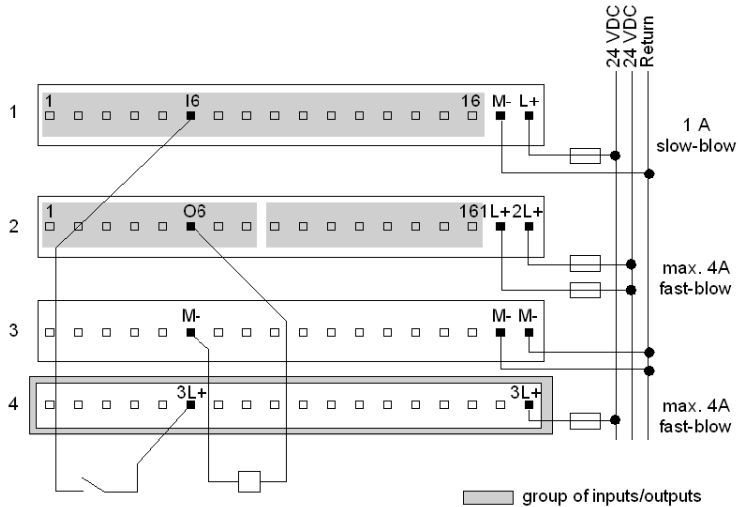 24 VDC
24 VDC
Return
1
1
I6
16
M-
L+
1 A
slow-blow
2
1
O6
16
1L+
2L+
max. 4A
fast-blow
3
M-
M-
M-
4
3L+
3L+
max. 4A
fast-blow
group of inputs/outputs